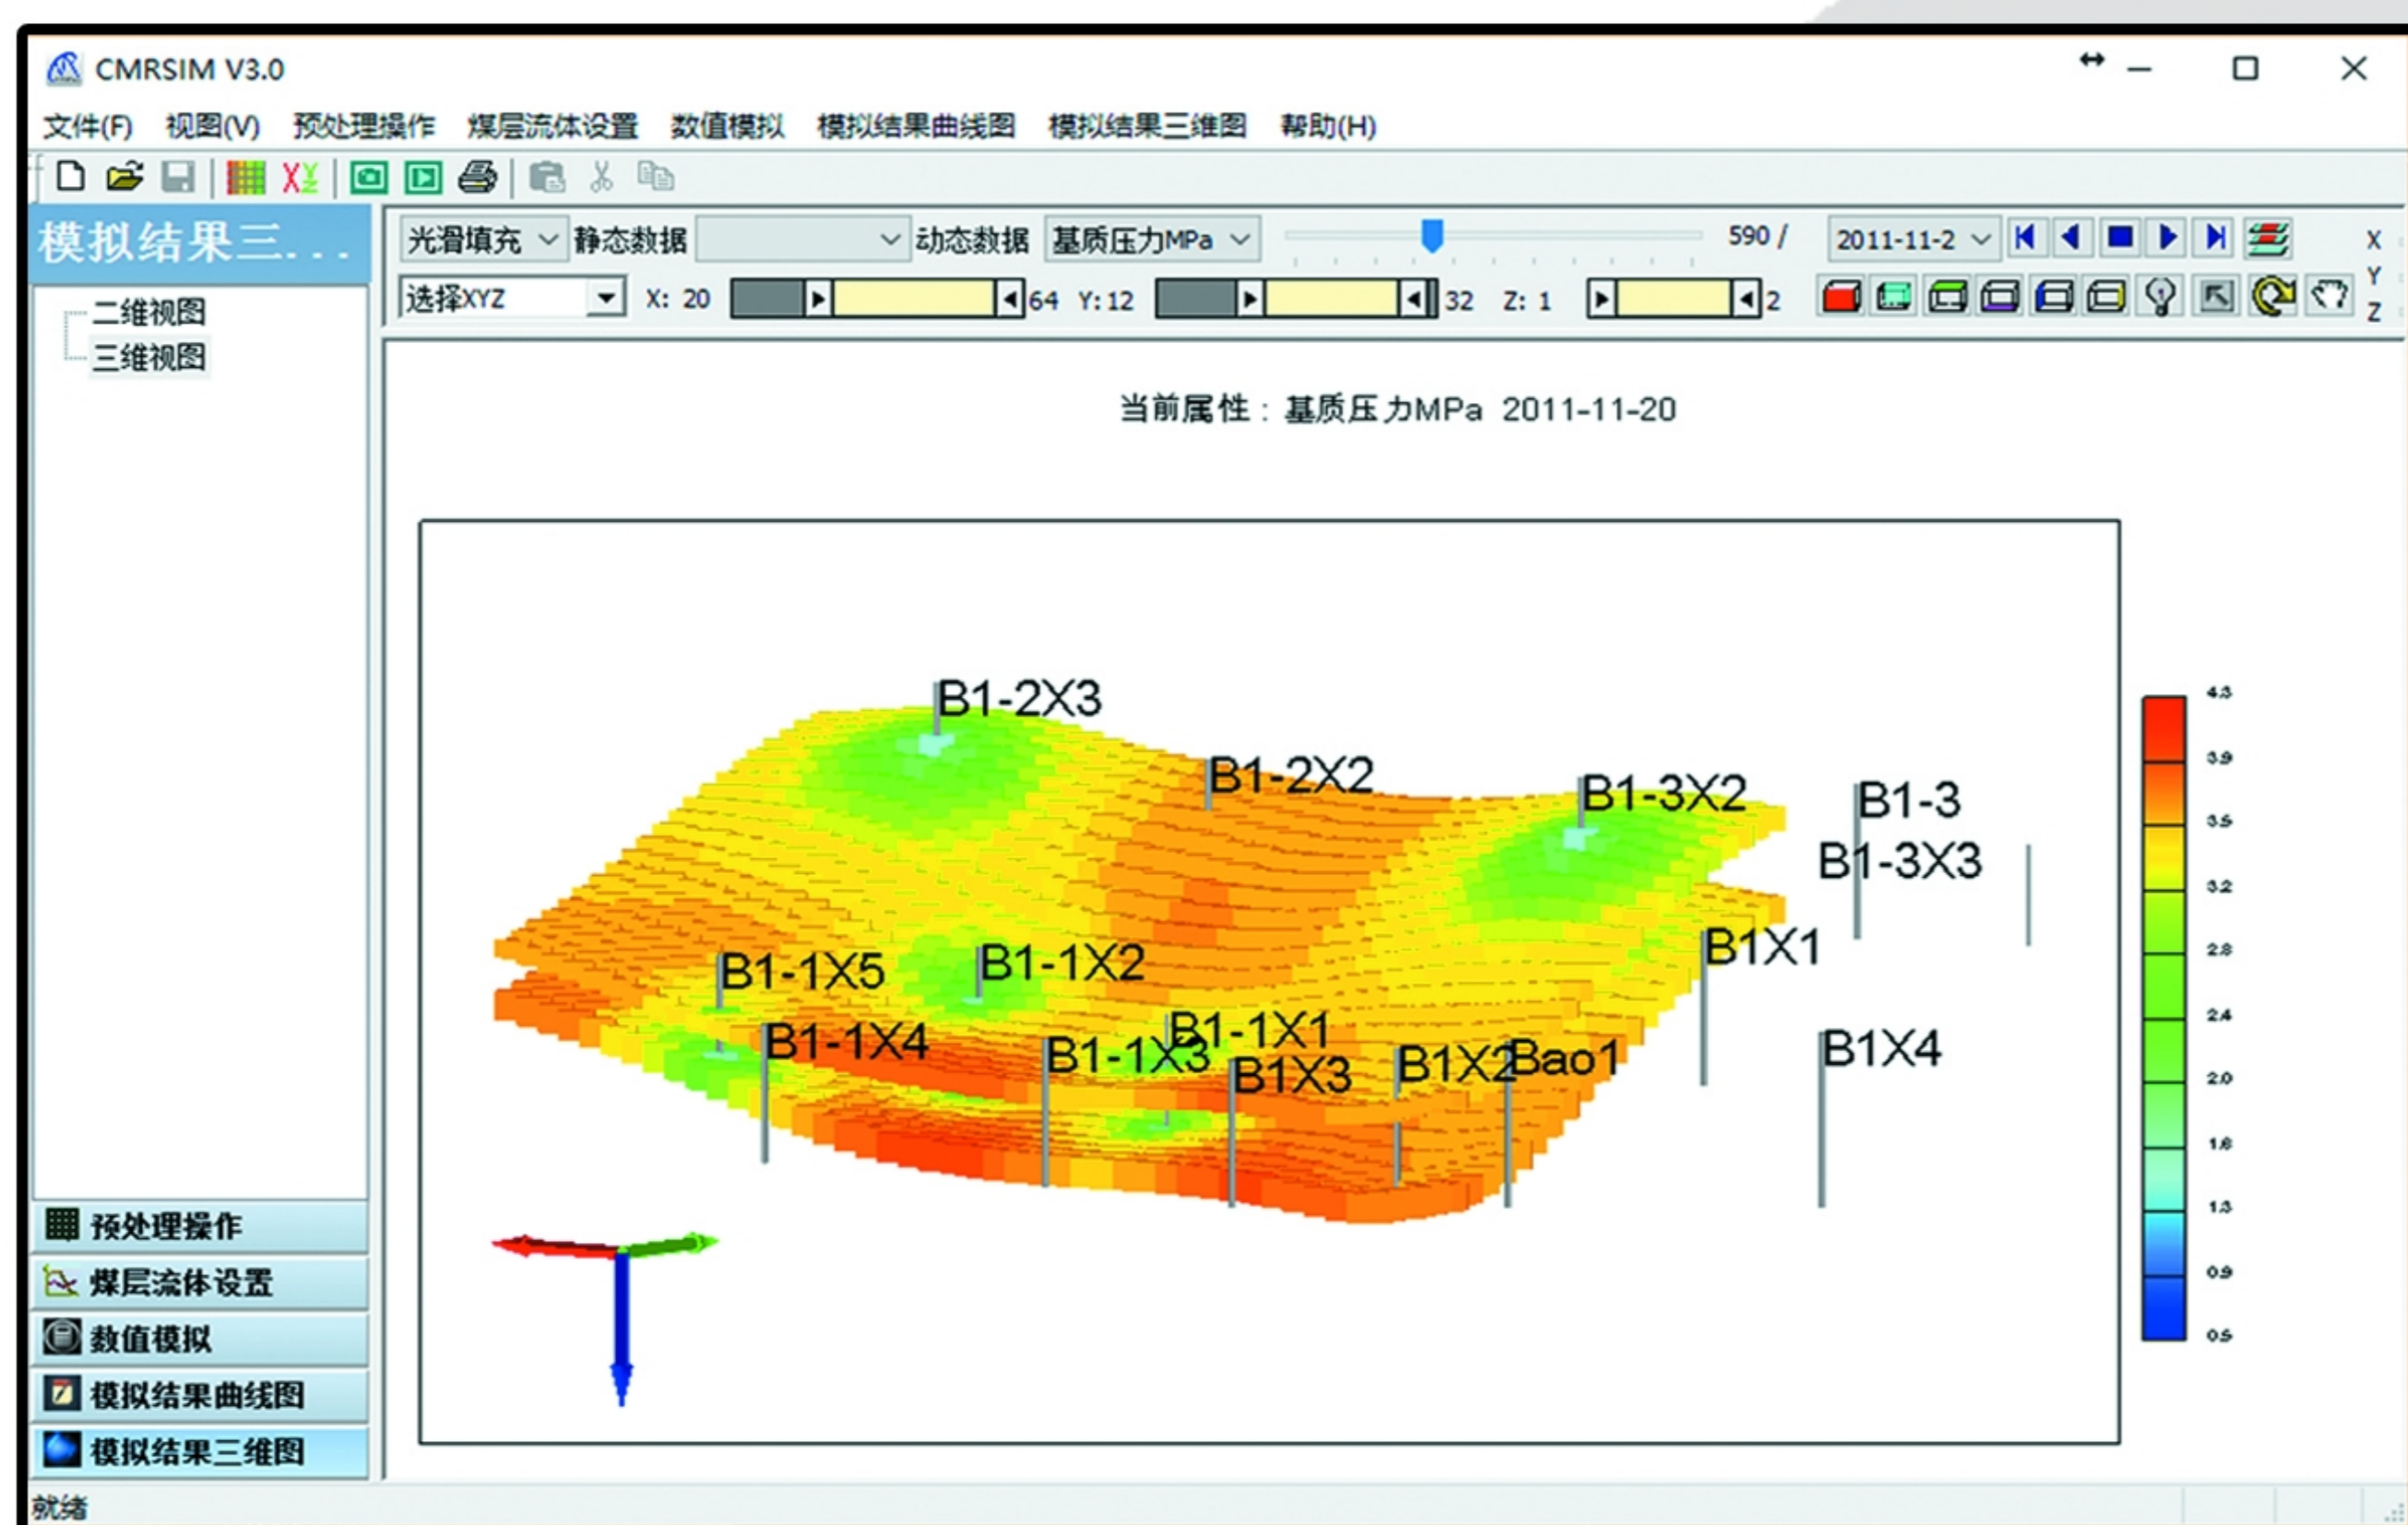 CMRSIM V3.0
文件(F) 视图(V) 预处理操作 煤层流体设置 数值模拟 模拟结果曲线图 模拟结果三维图 帮助(H)
模拟结果三...
光滑填充 静态数据 动态数据 基质压力MPa 590 / 2011-11-2 X
选择XYZ X: 20 64 Y: 12 32 Z: 1 2 Y
Z
二维视图
三维视图
当前属性：基质压力MPa 2011-11-20
B1-2X3
B1-2X2
B1-3X2
B1-3
B1-3X3
B1X1
B1-1X5
B1-1X2
B1-1X1
B1-1X4
B1-1X3
B1X3
B1X2
Bao1
B1X4
4.3
3.9
3.5
3.2
2.8
2.4
2.0
1.6
1.3
0.9
0.5
预处理操作
煤层流体设置
数值模拟
模拟结果曲线图
模拟结果三维图
就绪